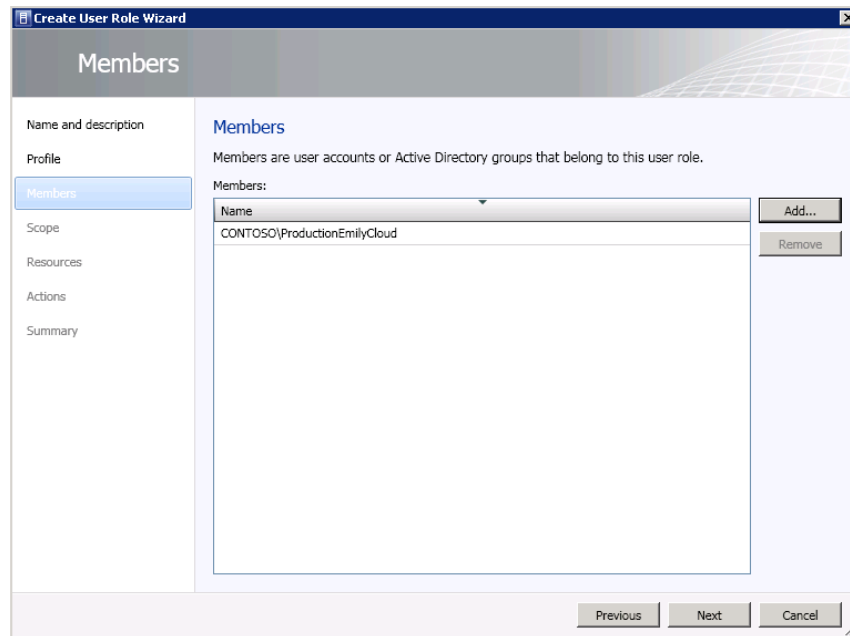 Create User Role Wizard
Members
Name and description
Profile
Members
Scope
Resources
Actions
Summary
Members
Members are user accounts or Active Directory groups that belong to this user role.
Members:
Name
CONTOSO\ProductionEmilyCloud
Add...
Remove
Previous
Next
Cancel